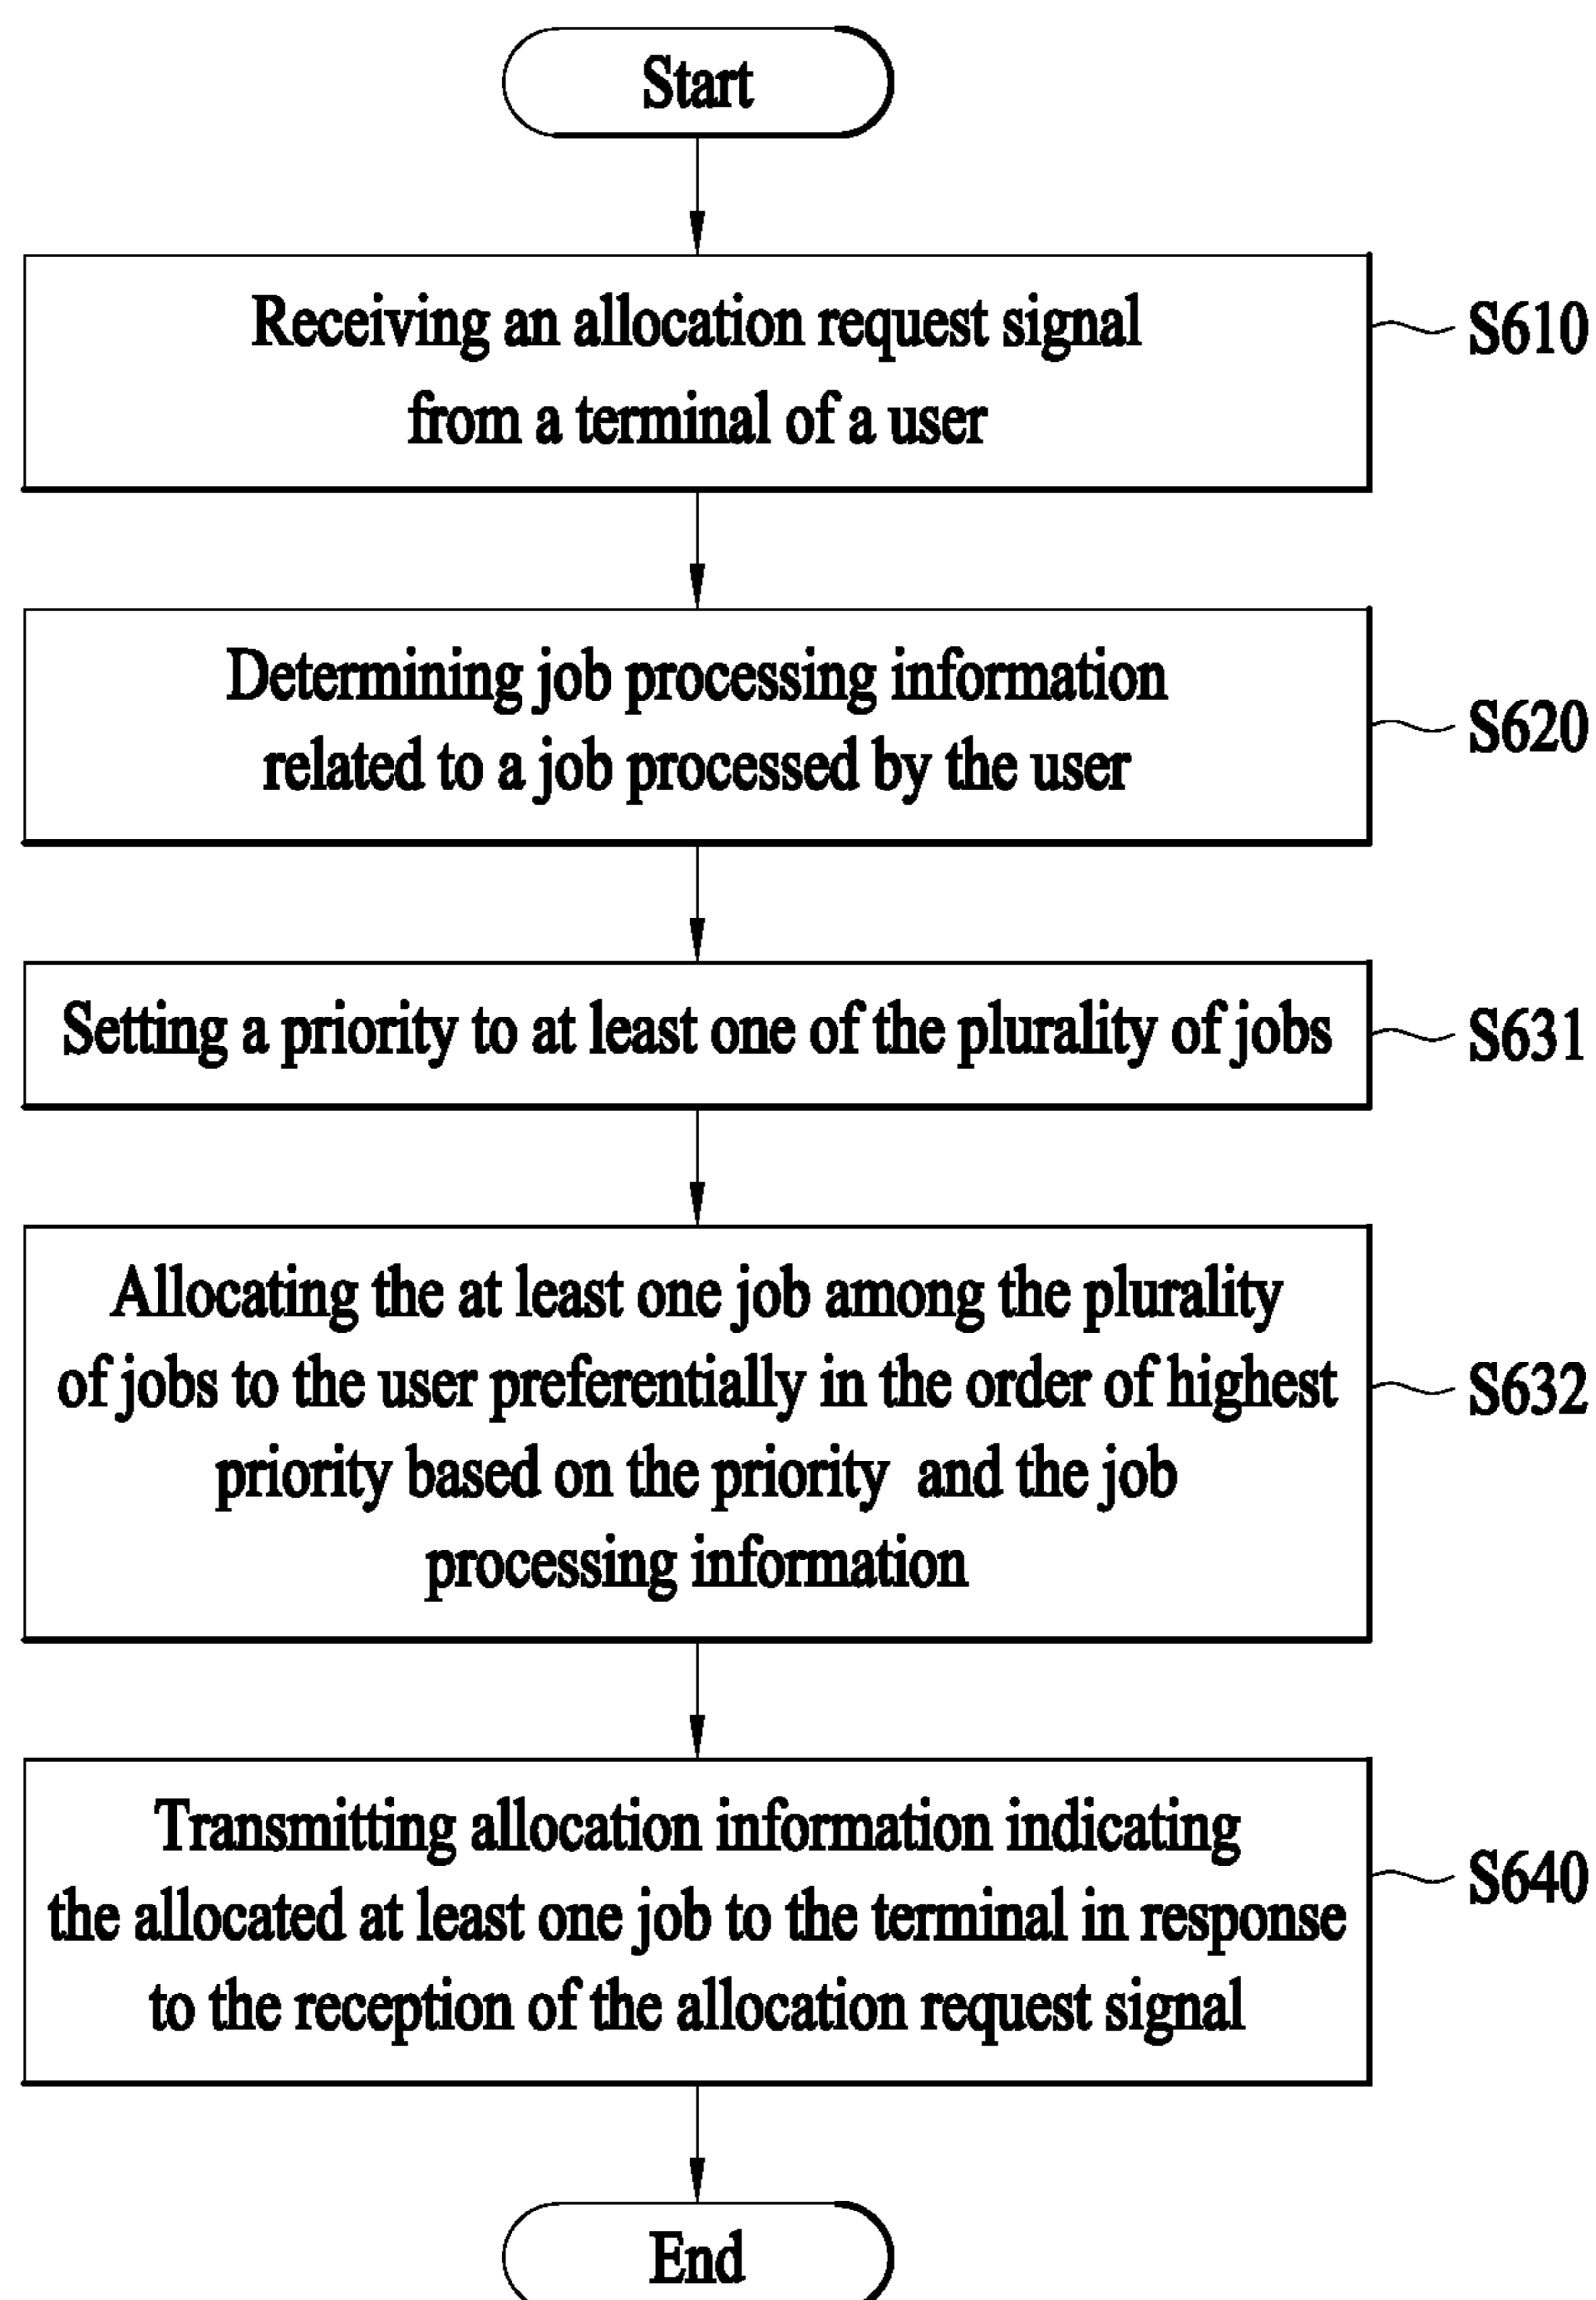 Start
Receiving an allocation request signal
from a terminal of a user
S610
Determining job processing information
related to a job processed by the user
S620
Setting a priority to at least one of the plurality of jobs
S631
Allocating the at least one job among the plurality
of jobs to the user preferentially in the order of highest
priority based on the priority and the job
processing information
S632
Transmitting allocation information indicating
the allocated at least one job to the terminal in response
to the reception of the allocation request signal
S640
End